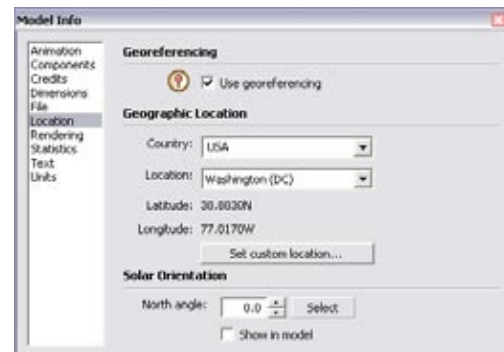 Model Info
Animation
Components
Credits
Dimensions
File
Location
Rendering
Statistics
Text
Units
Georeferencing
Use georeferencing
Geographic Location
Country: USA
Location: Washington (DC)
Latitude: 38.8830N
Longitude: 77.0170W
Set custom location...
Solar Orientation
North angle: 0.0 Select
Show in model